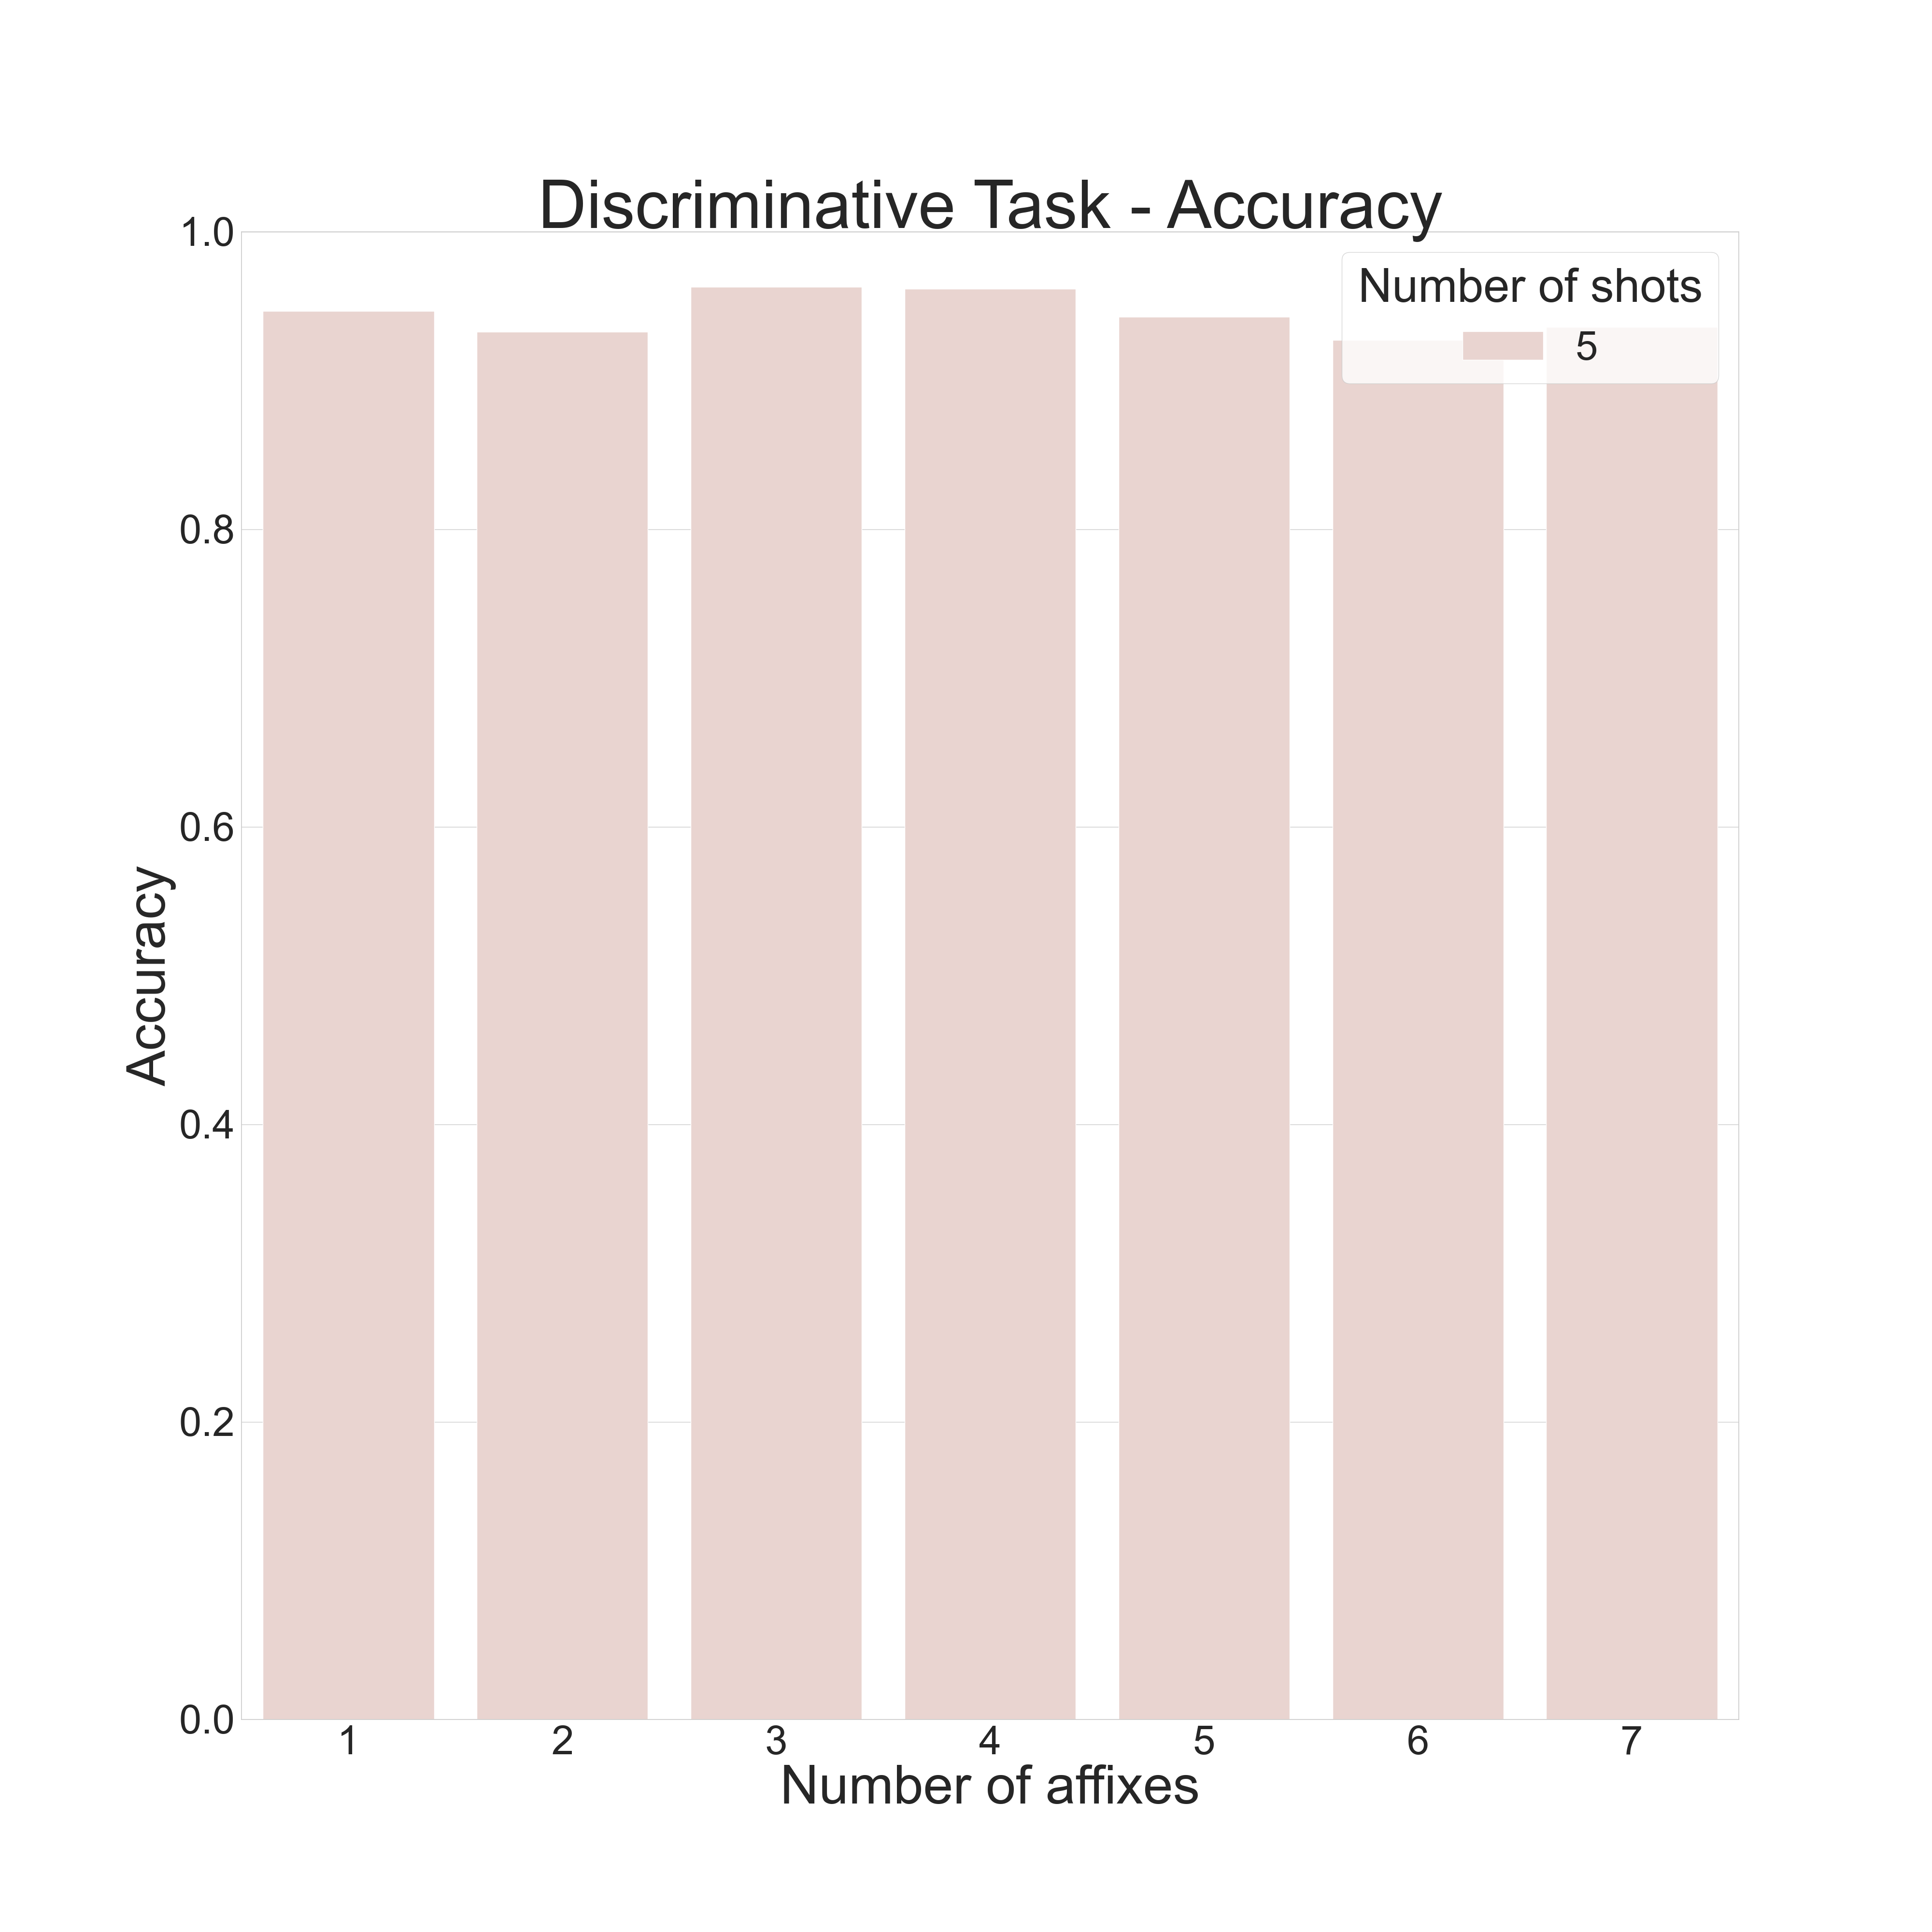 Discriminative Task - Accuracy
Number of shots
5
1.0
0.8
0.6
0.4
0.2
0.0
Accuracy
1 2 3 4 5 6 7
Number of affixes